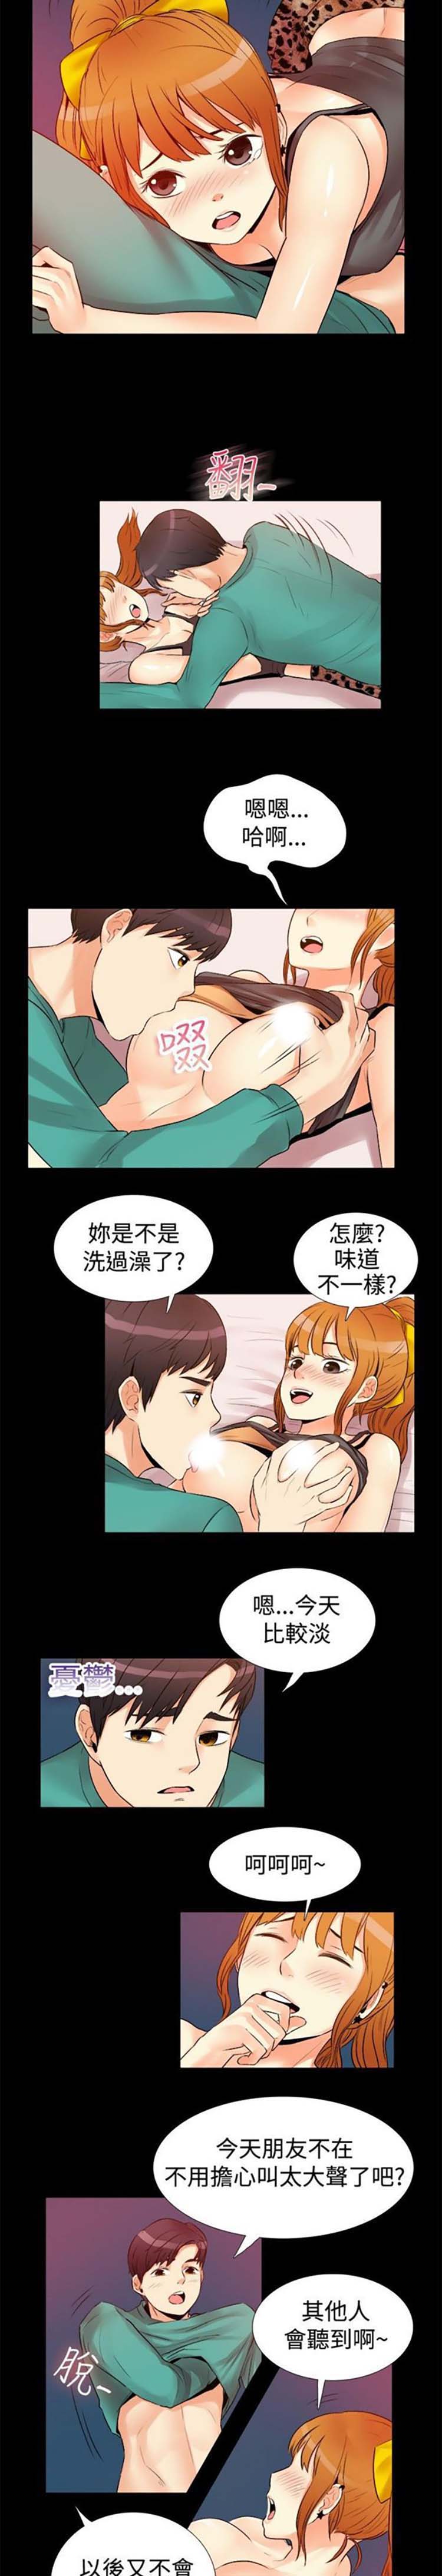 翻~
嗯嗯...
哈啊...
啜
妳是不是
洗過澡了?
怎麼?
味道
不一樣?
嗯...今天
比較淡
憂鬱...
呵呵呵~
今天朋友不在
不用擔心叫太大聲了吧?
其他人
會聽到啊~
脫~
以後又不會